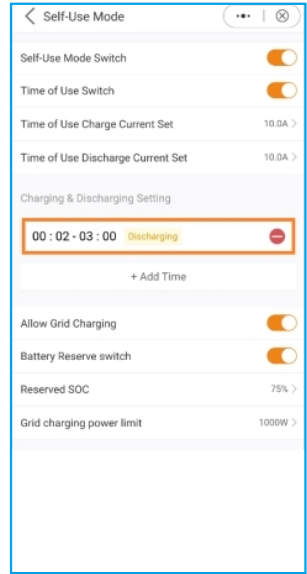 Self-Use Mode
Self-Use Mode Switch
Time of Use Switch
Time of Use Charge Current Set 10.0A >
Time of Use Discharge Current Set 10.0A >
Charging & Discharging Setting
00 : 02 - 03 : 00 Discharging
+ Add Time
Allow Grid Charging
Battery Reserve switch
Reserved SOC 75% >
Grid charging power limit 1000W >